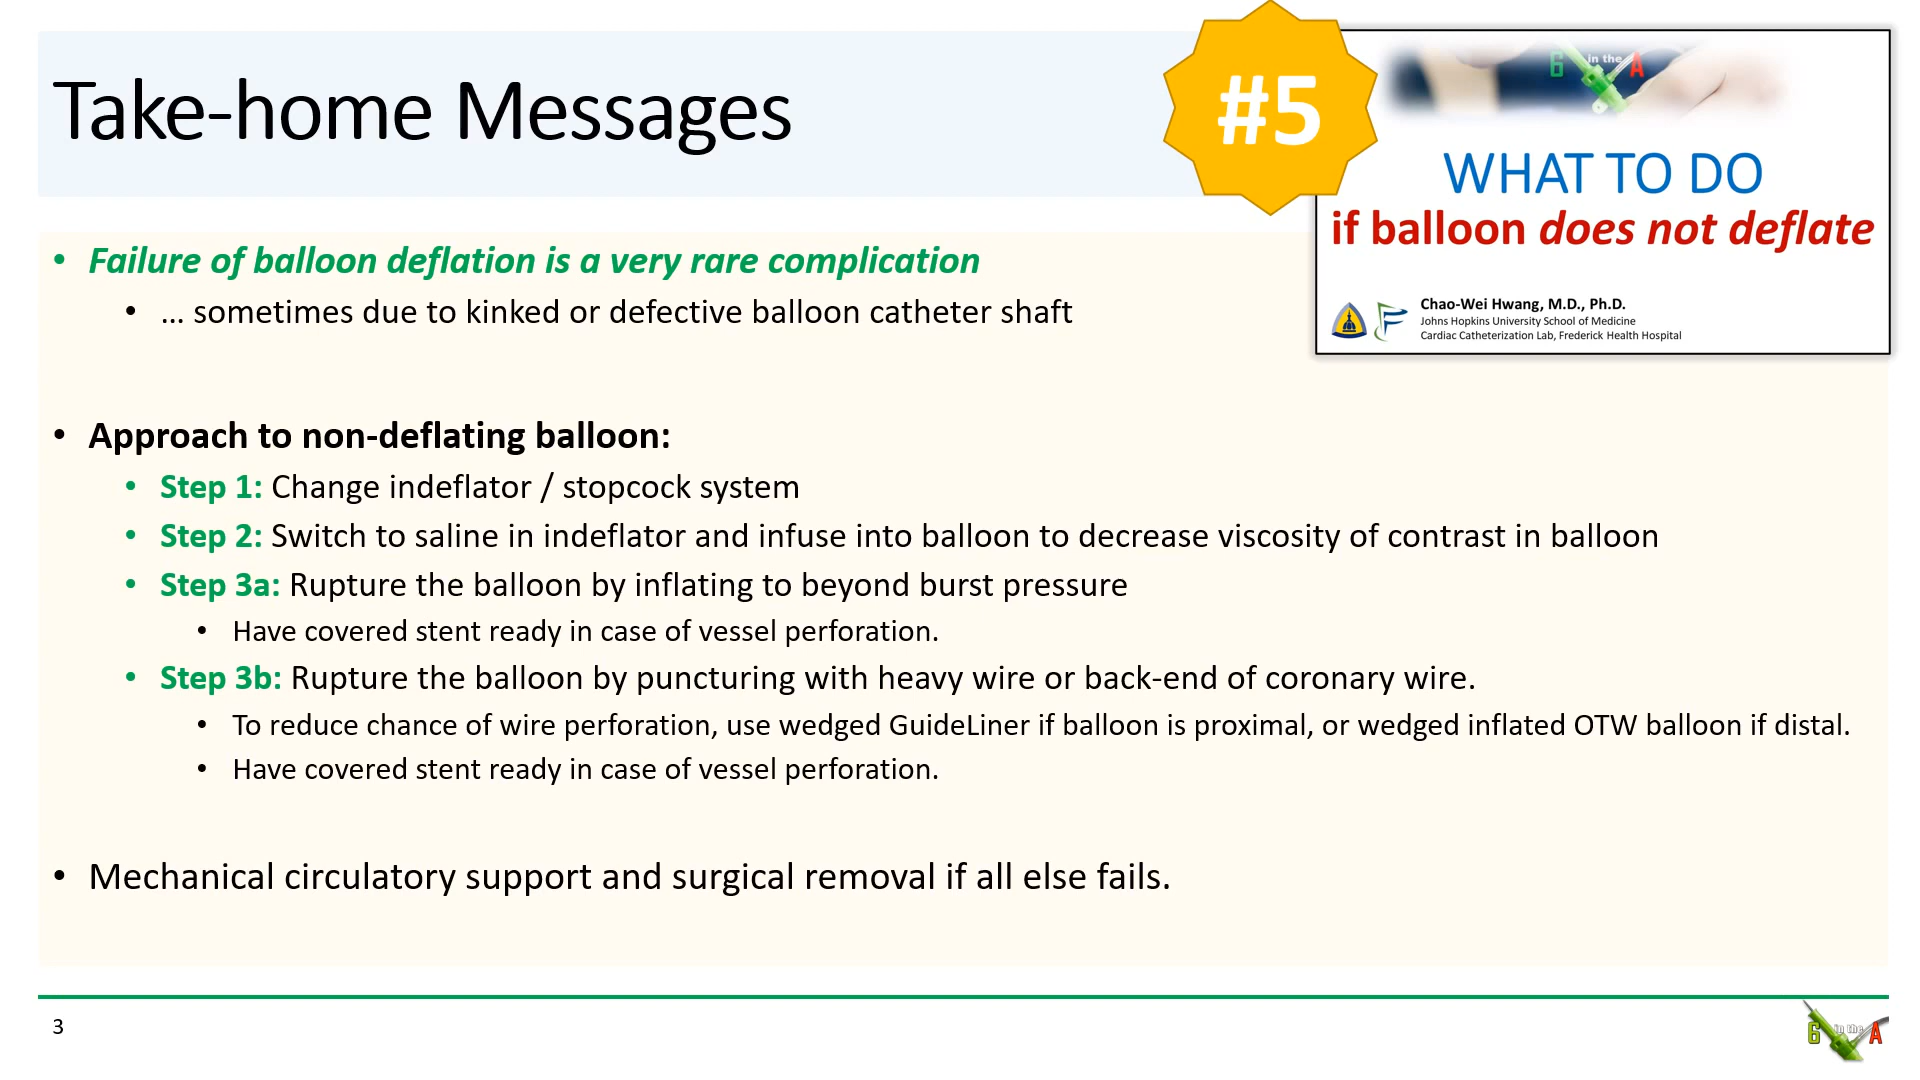 Take-home Messages
#5
6 in the A
WHAT TO DO
if balloon does not deflate
Chao-Wei Hwang, M.D., Ph.D.
Johns Hopkins University School of Medicine
Cardiac Catheterization Lab, Frederick Health Hospital
• Failure of balloon deflation is a very rare complication
• … sometimes due to kinked or defective balloon catheter shaft
• Approach to non-deflating balloon:
• Step 1: Change indeflator / stopcock system
• Step 2: Switch to saline in indeflator and infuse into balloon to decrease viscosity of contrast in balloon
• Step 3a: Rupture the balloon by inflating to beyond burst pressure
• Have covered stent ready in case of vessel perforation.
• Step 3b: Rupture the balloon by puncturing with heavy wire or back-end of coronary wire.
• To reduce chance of wire perforation, use wedged GuideLiner if balloon is proximal, or wedged inflated OTW balloon if distal.
• Have covered stent ready in case of vessel perforation.
• Mechanical circulatory support and surgical removal if all else fails.
3
6 in the A